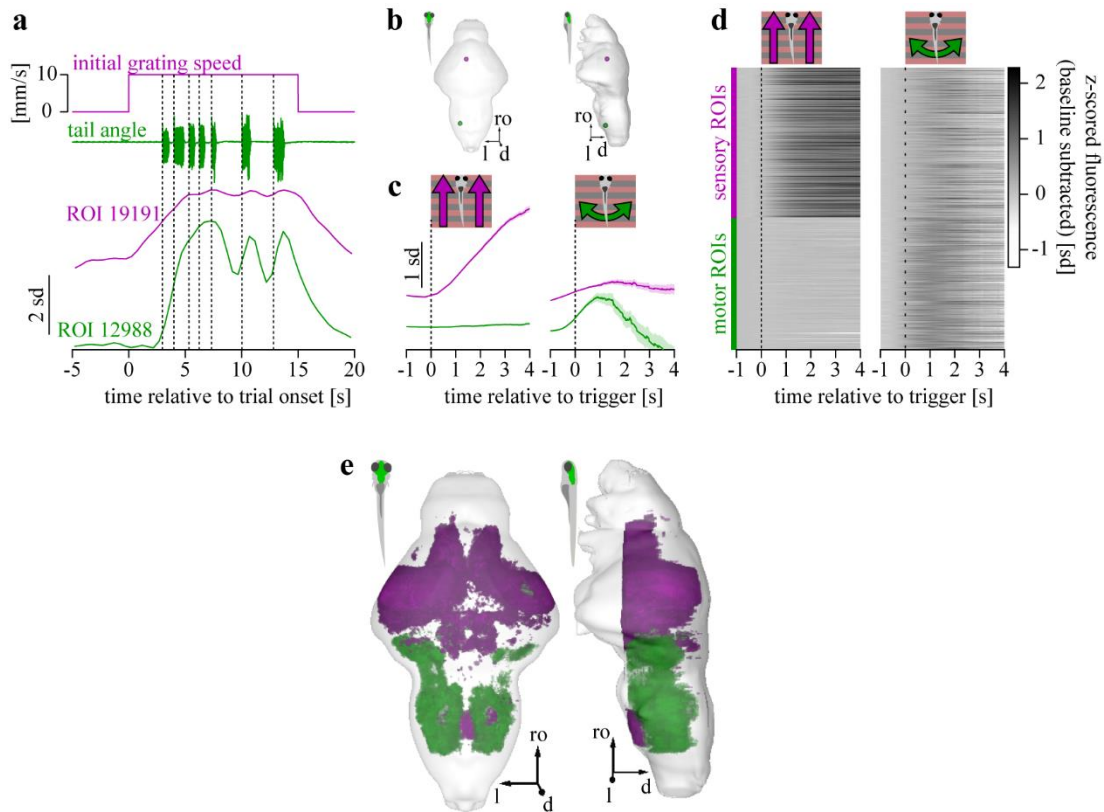 a
initial grating speed
10
0
[mm/s]
tail angle
ROI 19191
ROI 12988
2 sd
-5 0 5 10 15 20
time relative to trial onset [s]
b
ro
l
d
ro
l
d
c
1 sd
-1 0 1 2 3 4
-1 0 1 2 3 4
time relative to trigger [s]
d
sensory ROIs
motor ROIs
-1 0 1 2 3 4
-1 0 1 2 3 4
time relative to trigger [s]
2
1
0
-1
z-scored fluorescence
(baseline subtracted) [sd]
e
ro
l
d
ro
l
d